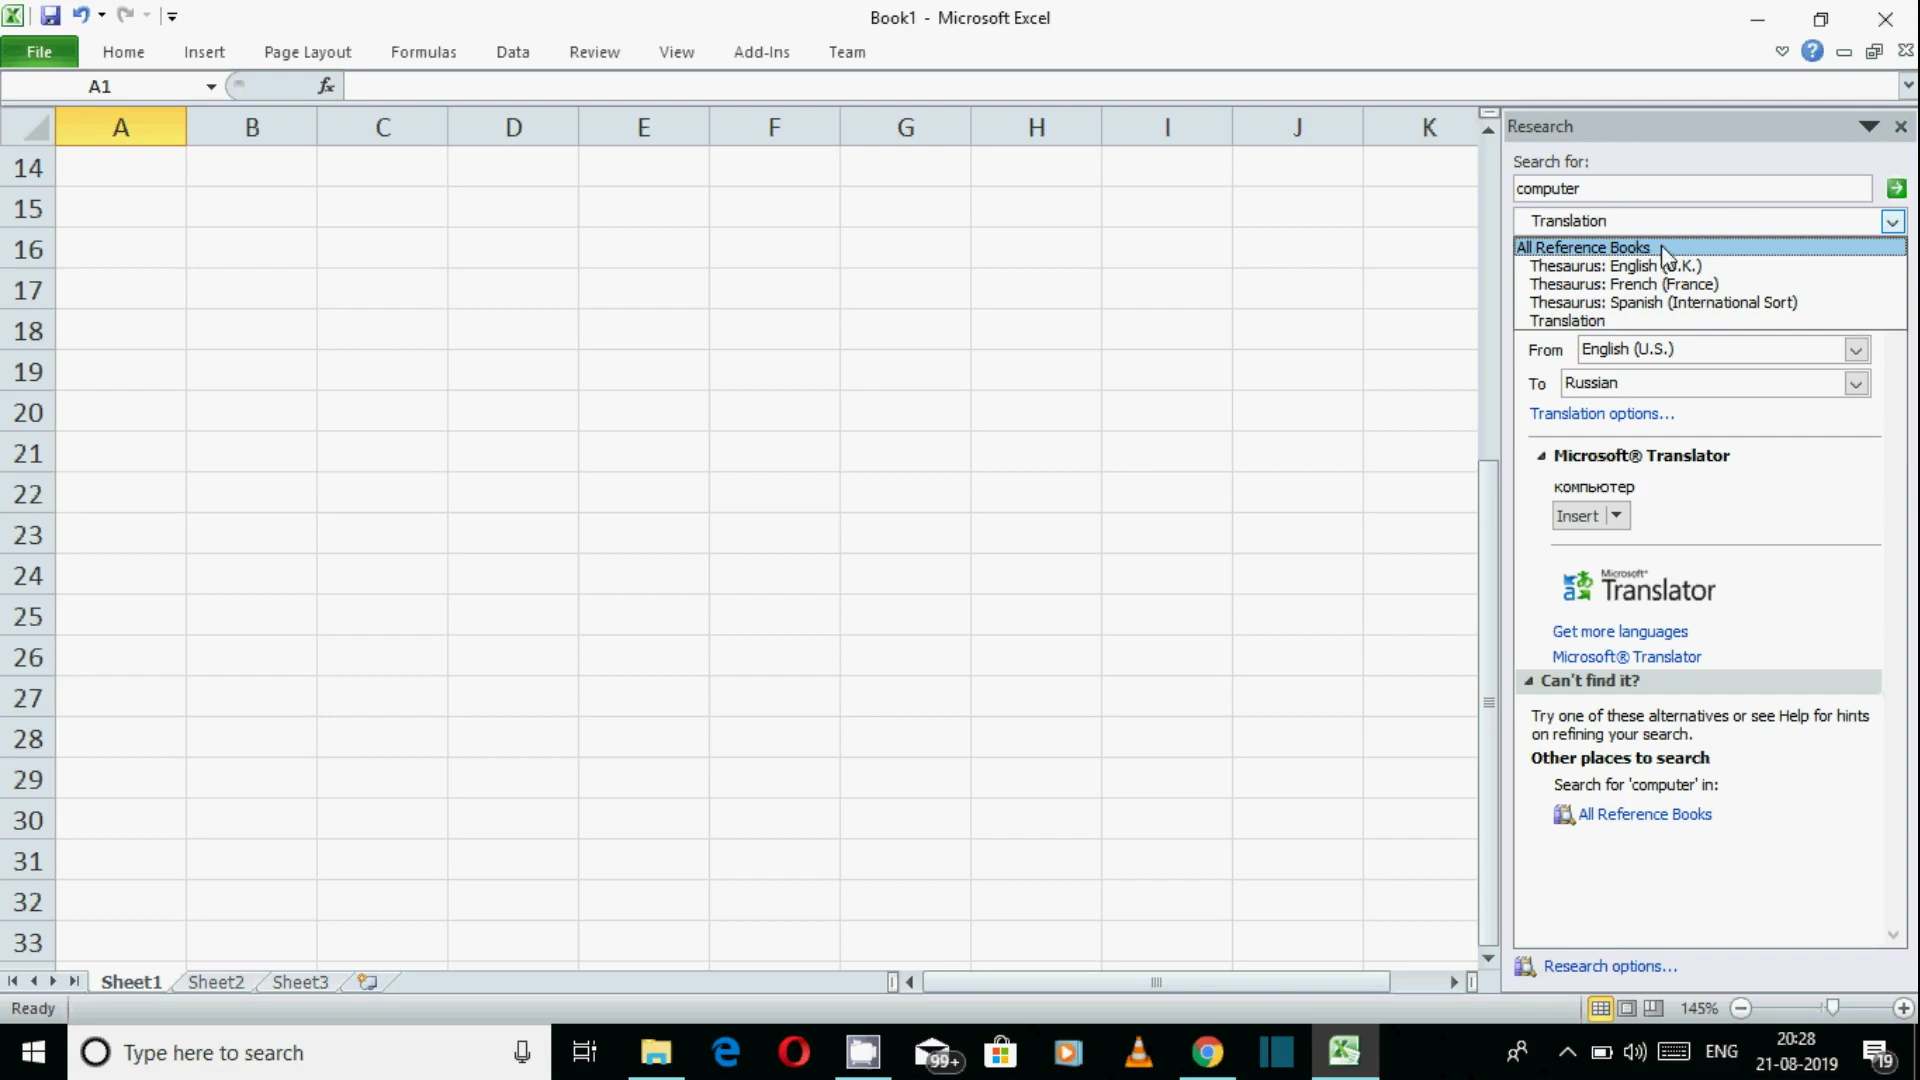 Book1 - Microsoft Excel
File Home Insert Page Layout Formulas Data Review View Add-Ins Team
A1 fx
A B C D E F G H I J K
14
15
16
17
18
19
20
21
22
23
24
25
26
27
28
29
30
31
32
33
Research
Search for:
computer
Translation
All Reference Books
Thesaurus: English (U.K.)
Thesaurus: French (France)
Thesaurus: Spanish (International Sort)
Translation
From English (U.S.)
To Russian
Translation options...
Microsoft® Translator
компьютер
Insert
Microsoft®
Translator
Get more languages
Microsoft® Translator
Can't find it?
Try one of these alternatives or see Help for hints
on refining your search.
Other places to search
Search for 'computer' in:
All Reference Books
Research options...
Sheet1 Sheet2 Sheet3
Ready 145%
Type here to search 99+ ENG 20:28
21-08-2019 19